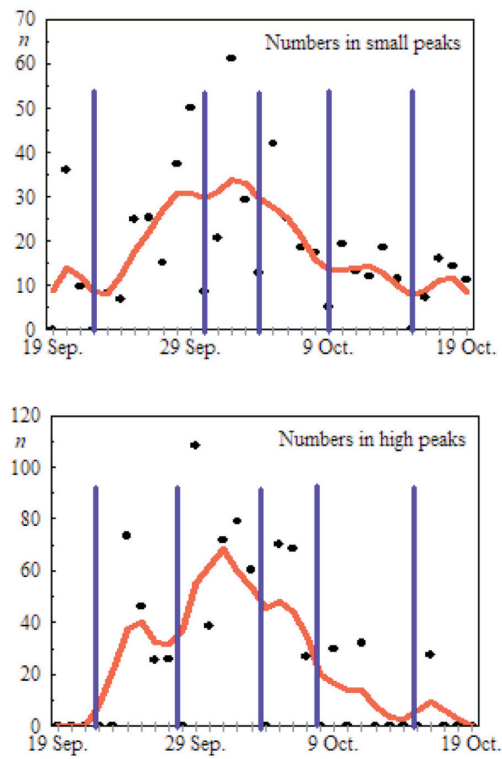 70
n
Numbers in small peaks
60
50
40
30
20
10
0
19 Sep.
29 Sep.
9 Oct.
19 Oct.
120
n
Numbers in high peaks
100
80
60
40
20
0
19 Sep.
29 Sep.
9 Oct.
19 Oct.